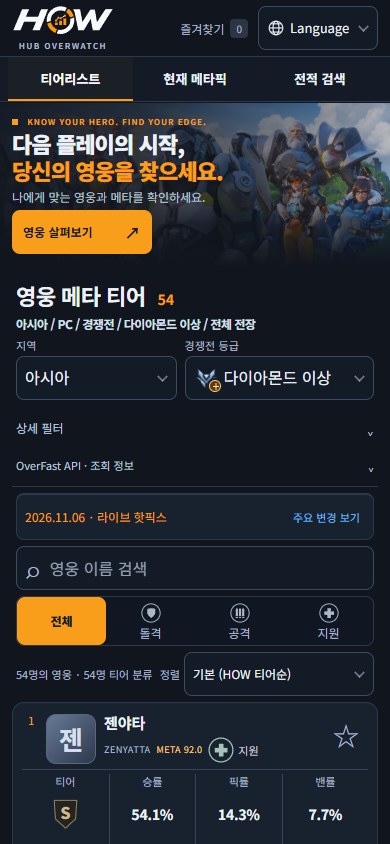 HOW
HUB OVERWATCH
즐겨찾기 0
Language
티어리스트 현재 메타픽 전적 검색
KNOW YOUR HERO. FIND YOUR EDGE.
다음 플레이의 시작,
당신의 영웅을 찾으세요.
나에게 맞는 영웅과 메타를 확인하세요.
영웅 살펴보기 ↗
영웅 메타 티어 54
아시아 / PC / 경쟁전 / 다이아몬드 이상 / 전체 전장
지역 경쟁전 등급
아시아 다이아몬드 이상
상세 필터
OverFast API · 조회 정보
2026.11.06 · 라이브 핫픽스 주요 변경 보기
영웅 이름 검색
전체 돌격 공격 지원
54명의 영웅 · 54명 티어 분류 정렬 기본 (HOW 티어순)
1 젠 젠야타
ZENYATTA META 92.0 지원
티어 승률 픽률 밴률
S 54.1% 14.3% 7.7%